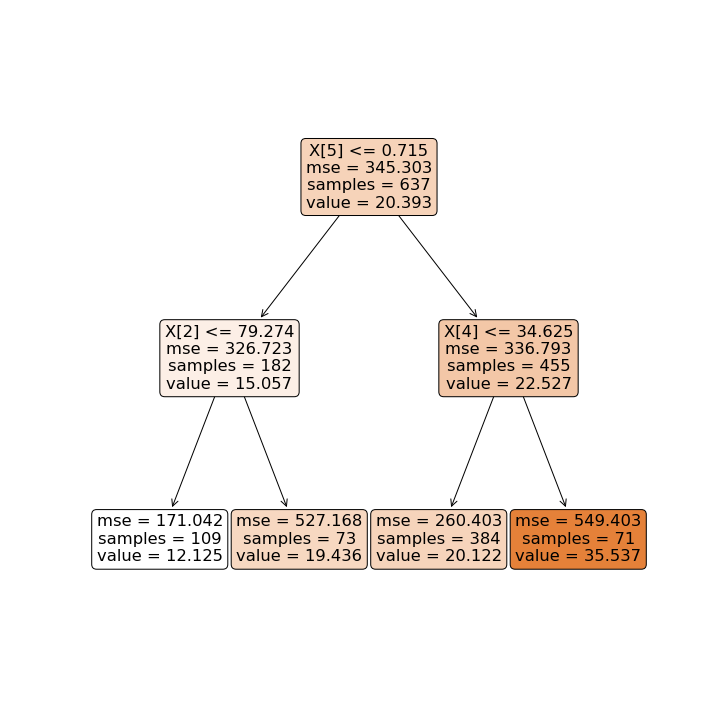 X[5] <= 0.715
mse = 345.303
samples = 637
value = 20.393
X[2] <= 79.274
mse = 326.723
samples = 182
value = 15.057
X[4] <= 34.625
mse = 336.793
samples = 455
value = 22.527
mse = 171.042
samples = 109
value = 12.125
mse = 527.168
samples = 73
value = 19.436
mse = 260.403
samples = 384
value = 20.122
mse = 549.403
samples = 71
value = 35.537